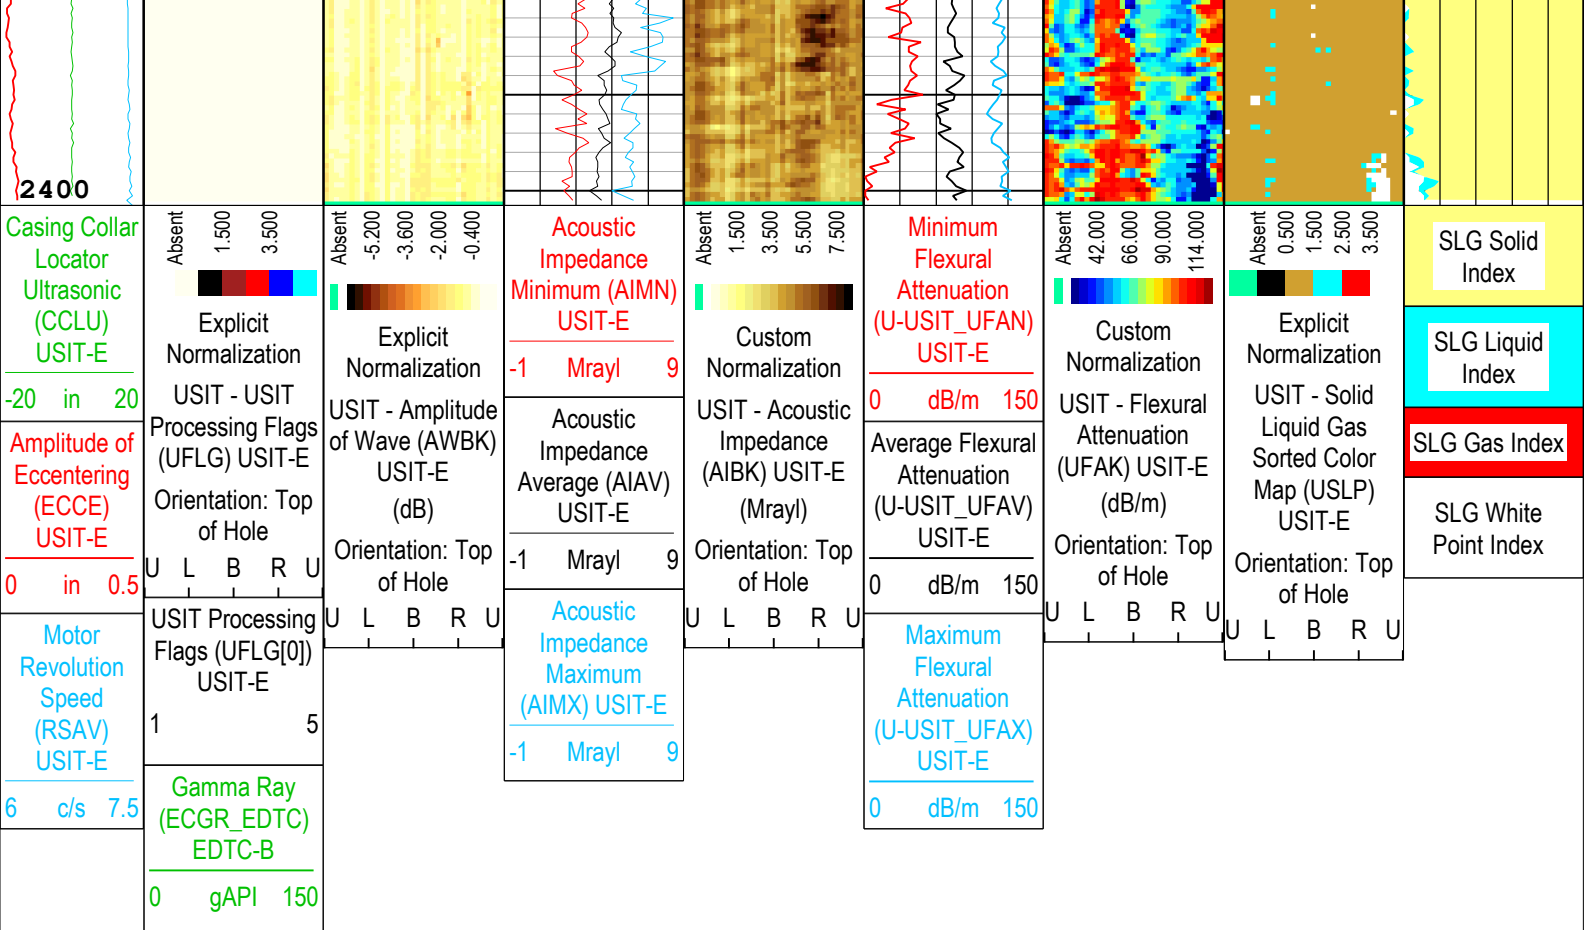 2400
Casing Collar
Locator
Ultrasonic
(CCLU)
USIT-E
-20 in 20
Amplitude of
Eccentering
(ECCE)
USIT-E
0 in 0.5
Motor
Revolution
Speed
(RSAV)
USIT-E
6 c/s 7.5
Absent 1.500 3.500
Explicit
Normalization
USIT - USIT
Processing Flags
(UFLG) USIT-E
Orientation: Top
of Hole
U L B R U
USIT Processing
Flags (UFLG[0])
USIT-E
1 5
Gamma Ray
(ECGR_EDTC)
EDTC-B
0 gAPI 150
Absent -5.200 -3.600 -2.000 -0.400
Explicit
Normalization
USIT - Amplitude
of Wave (AWBK)
USIT-E
(dB)
Orientation: Top
of Hole
U L B R U
Acoustic
Impedance
Minimum (AIMN)
USIT-E
-1 Mrayl 9
Acoustic
Impedance
Average (AIAV)
USIT-E
-1 Mrayl 9
Acoustic
Impedance
Maximum
(AIMX) USIT-E
-1 Mrayl 9
Absent 1.500 3.500 5.500 7.500
Custom
Normalization
USIT - Acoustic
Impedance
(AIBK) USIT-E
(Mrayl)
Orientation: Top
of Hole
U L B R U
Minimum
Flexural
Attenuation
(U-USIT_UFAN)
USIT-E
0 dB/m 150
Average Flexural
Attenuation
(U-USIT_UFAV)
USIT-E
0 dB/m 150
Maximum
Flexural
Attenuation
(U-USIT_UFAX)
USIT-E
0 dB/m 150
Absent 42.000 66.000 90.000 114.000
Custom
Normalization
USIT - Flexural
Attenuation
(UFAK) USIT-E
(dB/m)
Orientation: Top
of Hole
U L B R U
Absent 0.500 1.500 2.500 3.500
Explicit
Normalization
USIT - Solid
Liquid Gas
Sorted Color
Map (USLP)
USIT-E
Orientation: Top
of Hole
U L B R U
SLG Solid
Index
SLG Liquid
Index
SLG Gas Index
SLG White
Point Index